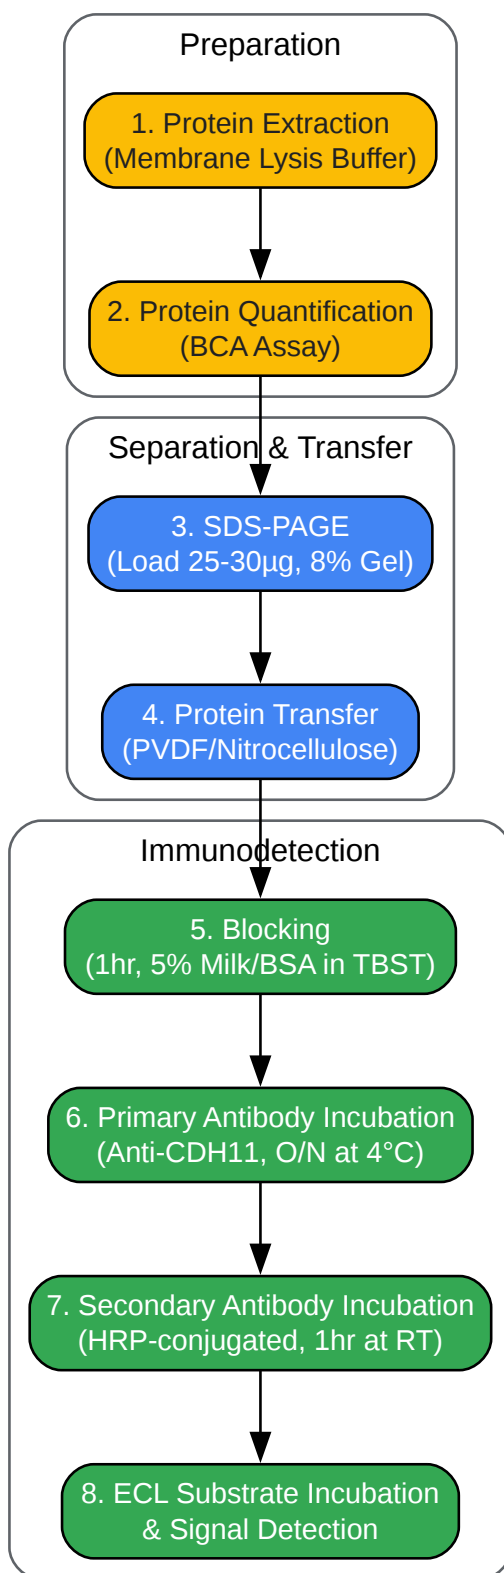 Preparation
1. Protein Extraction
(Membrane Lysis Buffer)
2. Protein Quantification
(BCA Assay)
Separation & Transfer
3. SDS-PAGE
(Load 25-30µg, 8% Gel)
4. Protein Transfer
(PVDF/Nitrocellulose)
Immunodetection
5. Blocking
(1hr, 5% Milk/BSA in TBST)
6. Primary Antibody Incubation
(Anti-CDH11, O/N at 4°C)
7. Secondary Antibody Incubation
(HRP-conjugated, 1hr at RT)
8. ECL Substrate Incubation
& Signal Detection